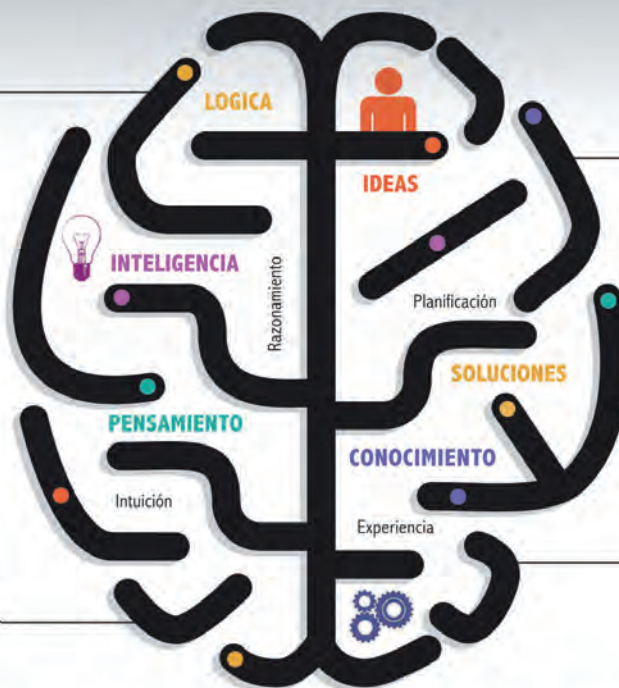 LOGICA
IDEAS
INTELIGENCIA
Razonamiento
Planificación
SOLUCIONES
PENSAMIENTO
CONOCIMIENTO
Intuición
Experiencia